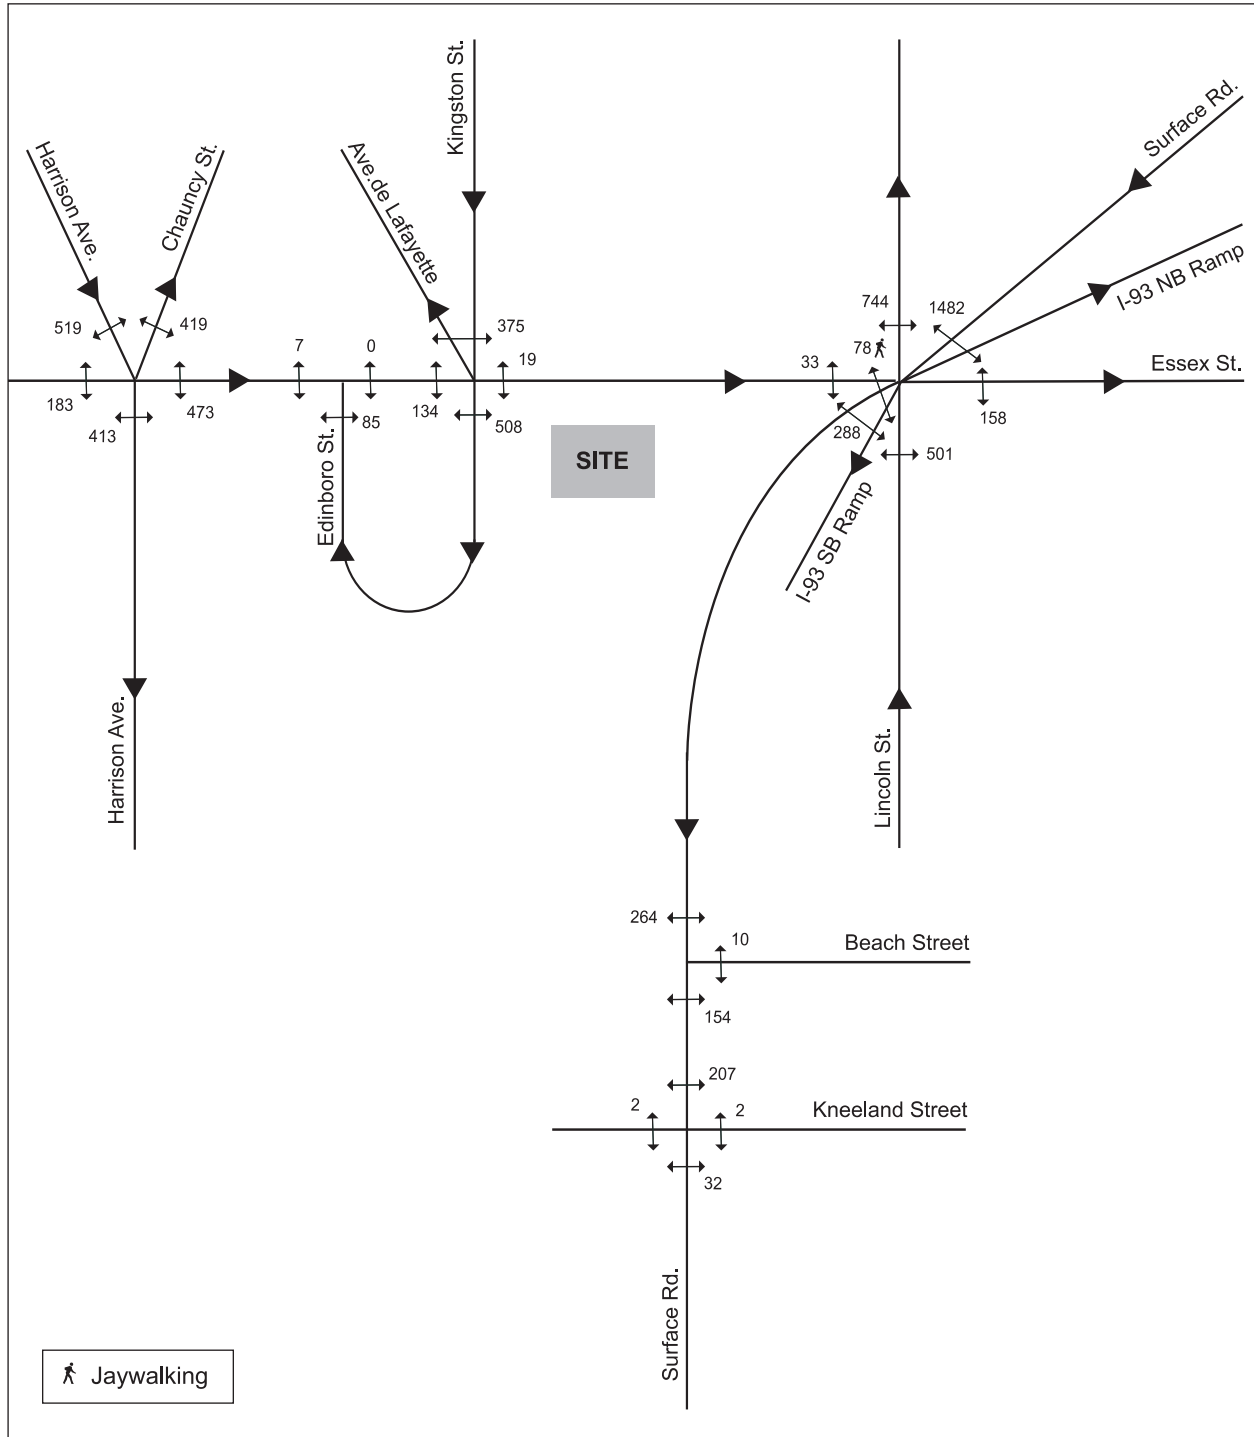 Kingston St.
Surface Rd.
Harrison Ave.
Chauncy St.
Ave.de Lafayette
I-93 NB Ramp
744
1482
519
419
375
7
0
19
33
78
Essex St.
183
473
134
158
413
85
508
288
501
SITE
Edinboro St.
I-93 SB Ramp
Harrison Ave.
Lincoln St.
264
10
Beach Street
154
207
2
2
Kneeland Street
32
Surface Rd.
Jaywalking